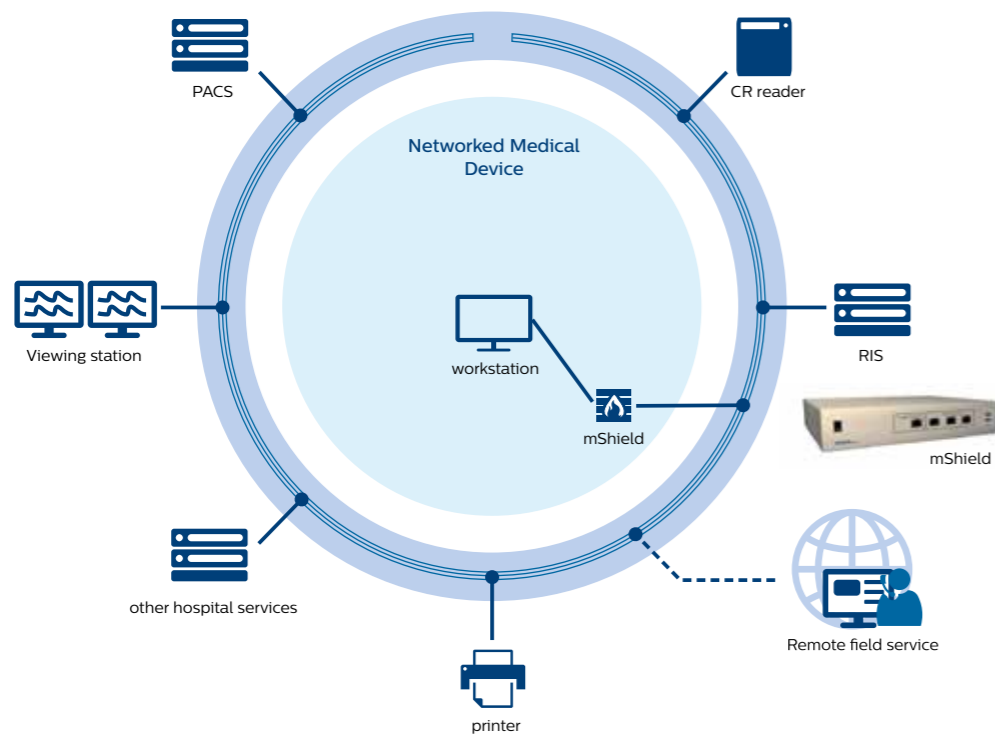 PACS
CR reader
Networked Medical
Device
Viewing station
workstation
RIS
mShield
mShield
other hospital services
Remote field service
printer